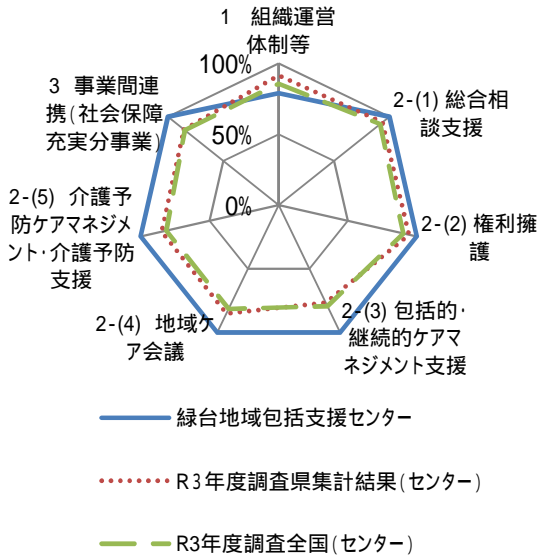 1　組織運営
体制等
100%
50%
0%
2-(1) 総合相
談支援
2-(2) 権利擁
護
2-(3) 包括的・
継続的ケアマ
ネジメント支援
2-(4) 地域ケ
ア会議
2-(5) 介護予
防ケアマネジメ
ント・介護予防
支援
3 事業間連
携(社会保障
充実分事業)
緑台地域包括支援センター
R3年度調査県集計結果(センター)
R3年度調査全国(センター)